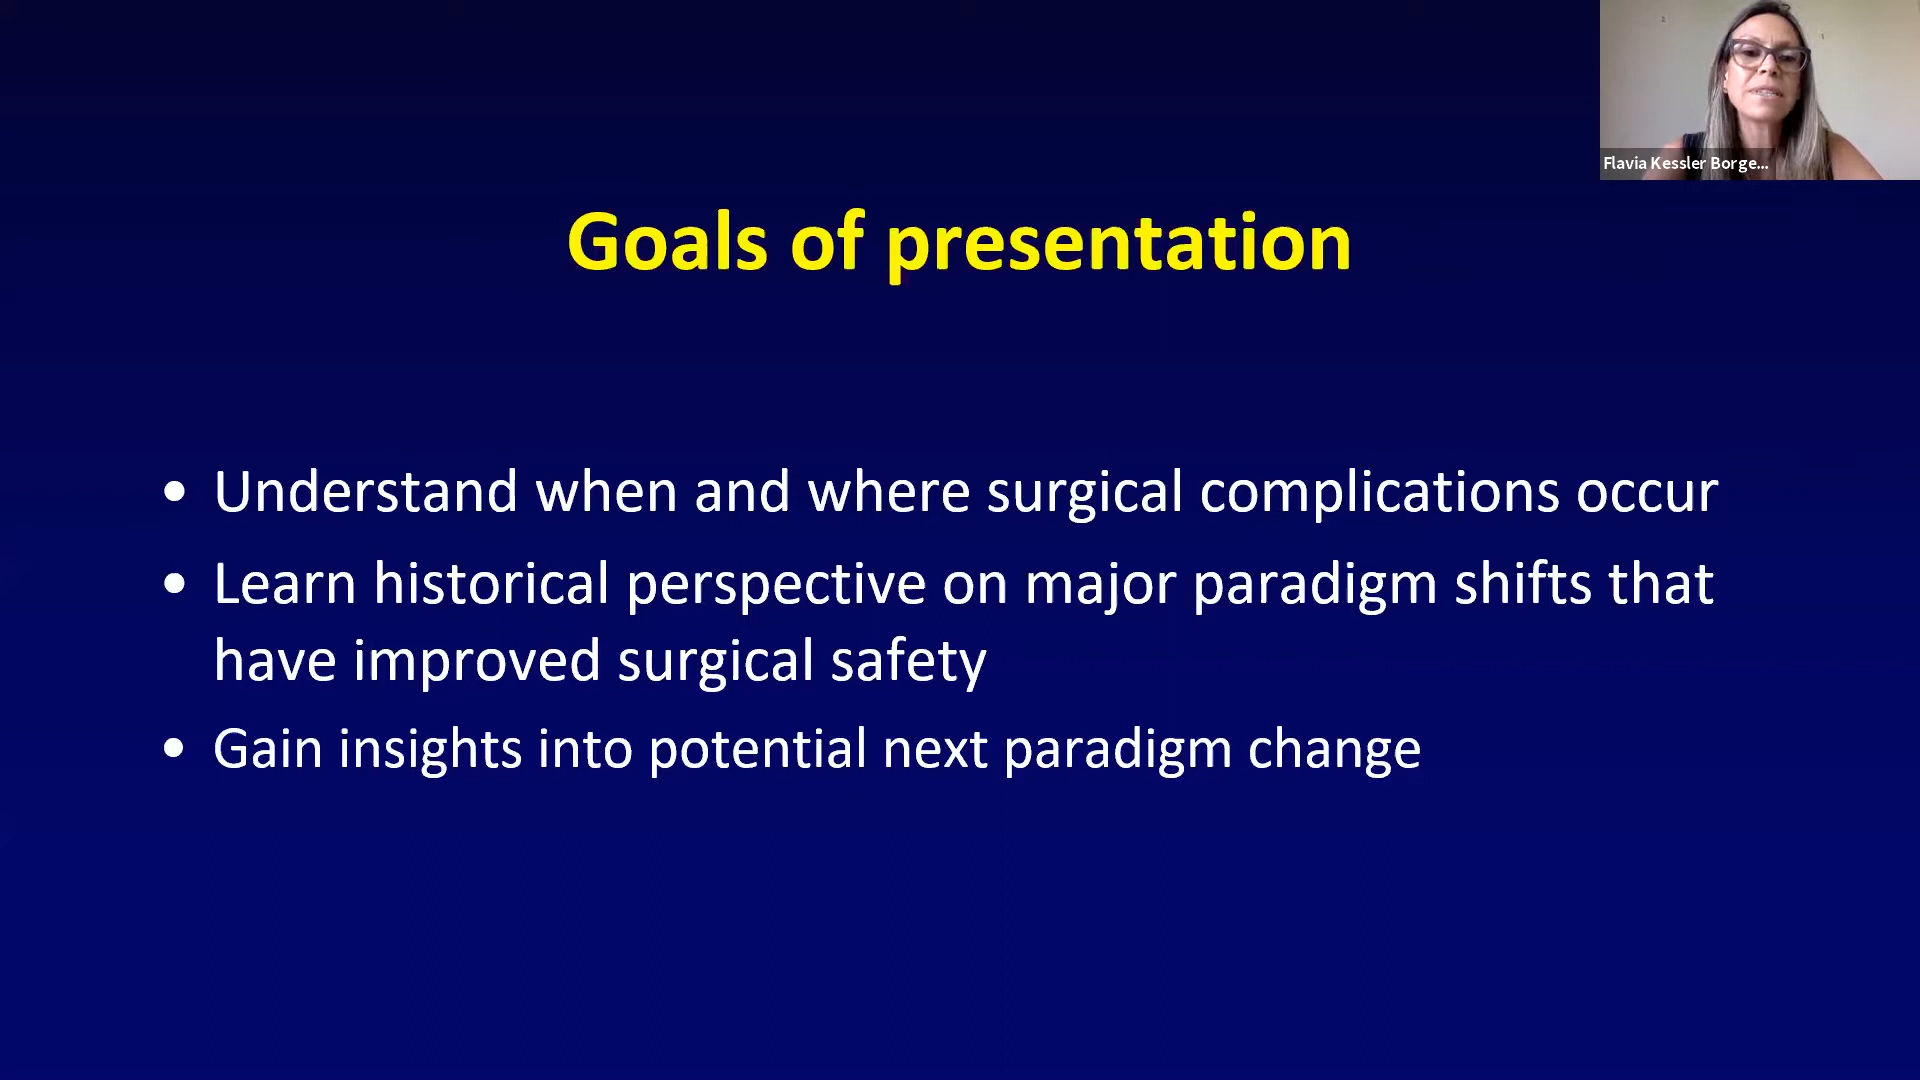 Flavia Kessler Borge...
Goals of presentation
• Understand when and where surgical complications occur
• Learn historical perspective on major paradigm shifts that
have improved surgical safety
• Gain insights into potential next paradigm change